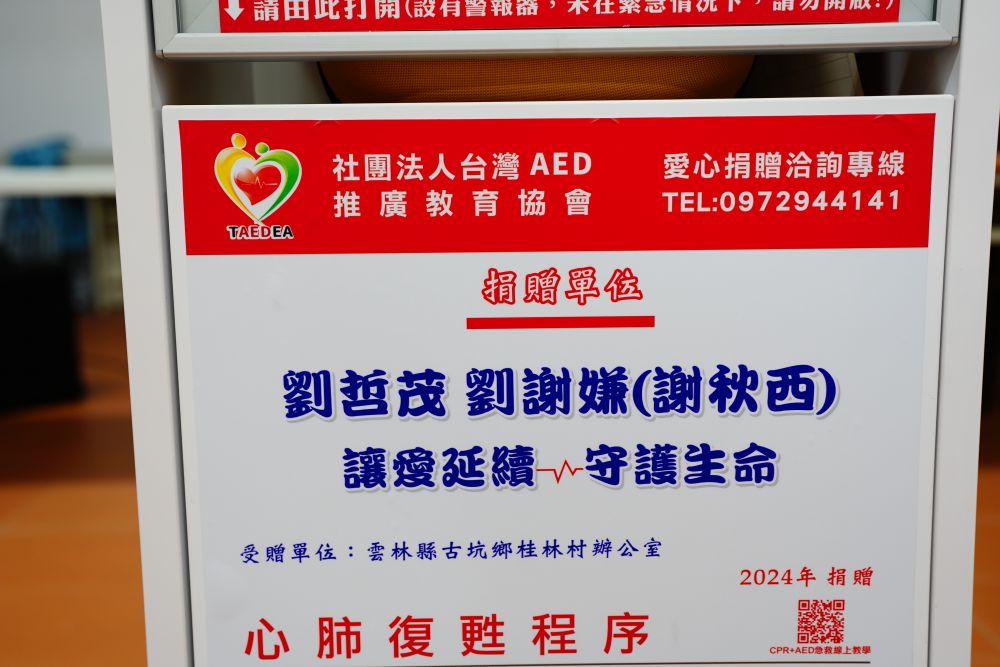 請由此打開(設有警報器，未在緊急情況下，請勿開啟!)
社團法人台灣AED
推廣教育協會
愛心捐贈洽詢專線
TEL:0972944141
TAEDEA
捐贈單位
劉哲茂 劉謝嫌(謝秋西)
讓愛延續 守護生命
受贈單位：雲林縣古坑鄉桂林村辦公室
2024年 捐贈
心肺復甦程序
CPR+AED急救線上教學